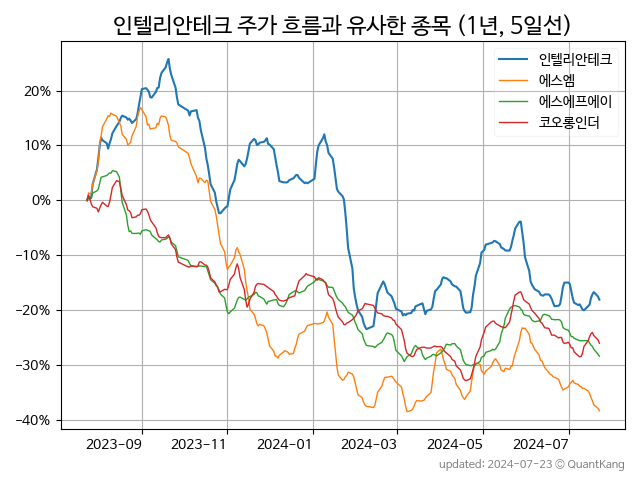 인텔리안테크 주가 흐름과 유사한 종목 (1년, 5일선)
인텔리안테크
에스엠
에스에프에이
코오롱인더
20%
10%
0%
−10%
−20%
−30%
−40%
2023-09
2023-11
2024-01
2024-03
2024-05
2024-07
updated: 2024-07-23 © QuantKang